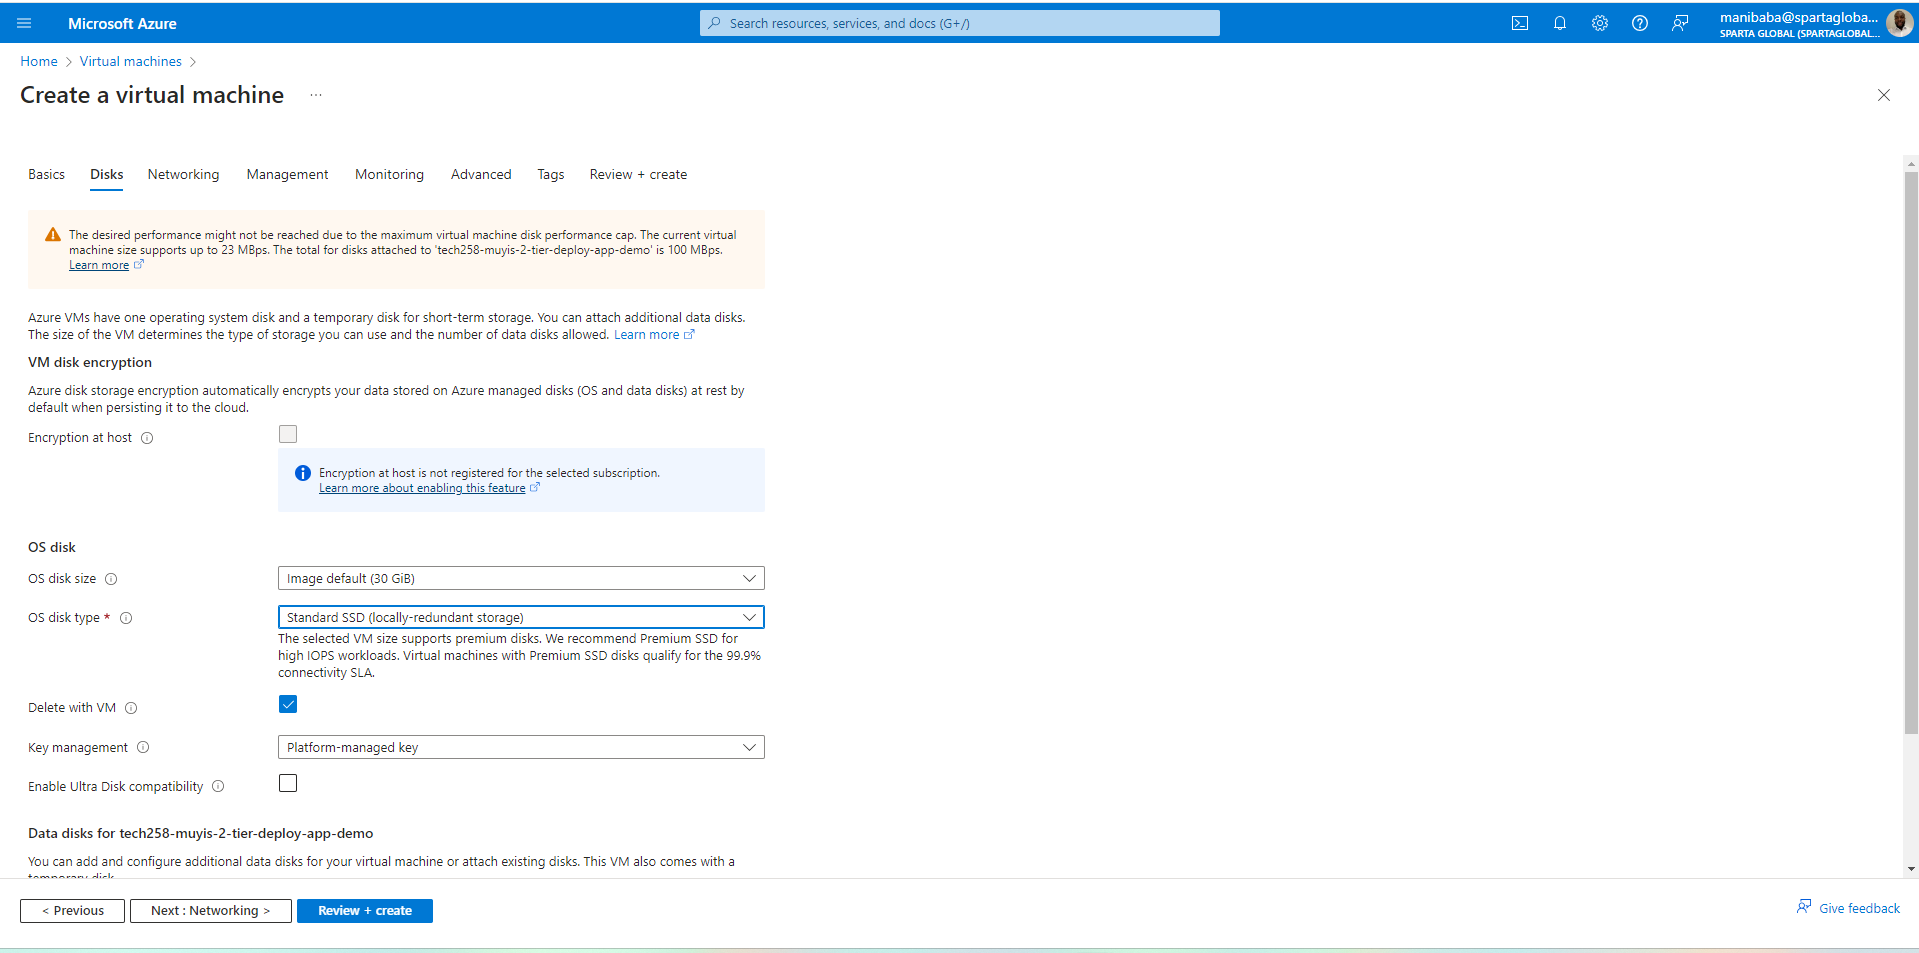 Microsoft Azure
Search resources, services, and docs (G+/)
manibaba@spartagloba...
SPARTA GLOBAL (SPARTAGLOBAL...
Home > Virtual machines >
Create a virtual machine ...
Basics Disks Networking Management Monitoring Advanced Tags Review + create
The desired performance might not be reached due to the maximum virtual machine disk performance cap. The current virtual
machine size supports up to 23 MBps. The total for disks attached to 'tech258-muyis-2-tier-deploy-app-demo' is 100 MBps.
Learn more
Azure VMs have one operating system disk and a temporary disk for short-term storage. You can attach additional data disks.
The size of the VM determines the type of storage you can use and the number of data disks allowed. Learn more
VM disk encryption
Azure disk storage encryption automatically encrypts your data stored on Azure managed disks (OS and data disks) at rest by
default when persisting it to the cloud.
Encryption at host
Encryption at host is not registered for the selected subscription.
Learn more about enabling this feature
OS disk
OS disk size
Image default (30 GiB)
OS disk type *
Standard SSD (locally-redundant storage)
The selected VM size supports premium disks. We recommend Premium SSD for
high IOPS workloads. Virtual machines with Premium SSD disks qualify for the 99.9%
connectivity SLA.
Delete with VM
Key management
Platform-managed key
Enable Ultra Disk compatibility
Data disks for tech258-muyis-2-tier-deploy-app-demo
You can add and configure additional data disks for your virtual machine or attach existing disks. This VM also comes with a
temporary disk.
< Previous
Next : Networking >
Review + create
Give feedback